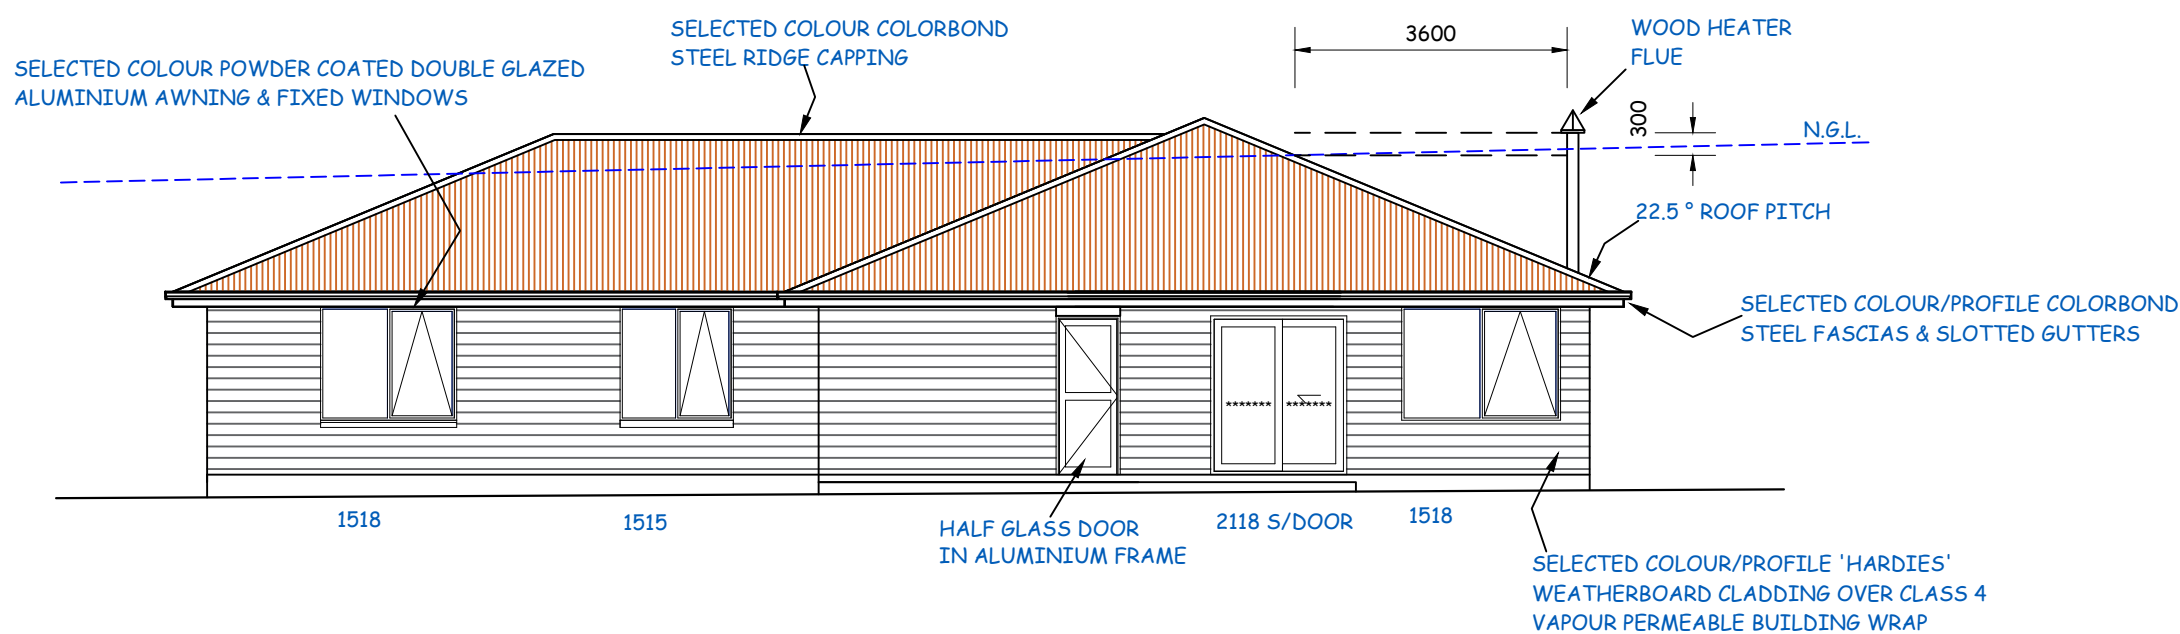 SELECTED COLOUR COLORBOND
STEEL RIDGE CAPPING
3600
WOOD HEATER
FLUE
SELECTED COLOUR POWDER COATED DOUBLE GLAZED
ALUMINIUM AWNING & FIXED WINDOWS
300
N.G.L.
22.5 ° ROOF PITCH
SELECTED COLOUR/PROFILE COLORBOND
STEEL FASCIAS & SLOTTED GUTTERS
******* *******
1518
1515
HALF GLASS DOOR
IN ALUMINIUM FRAME
2118 S/DOOR
1518
SELECTED COLOUR/PROFILE 'HARDIES'
WEATHERBOARD CLADDING OVER CLASS 4
VAPOUR PERMEABLE BUILDING WRAP